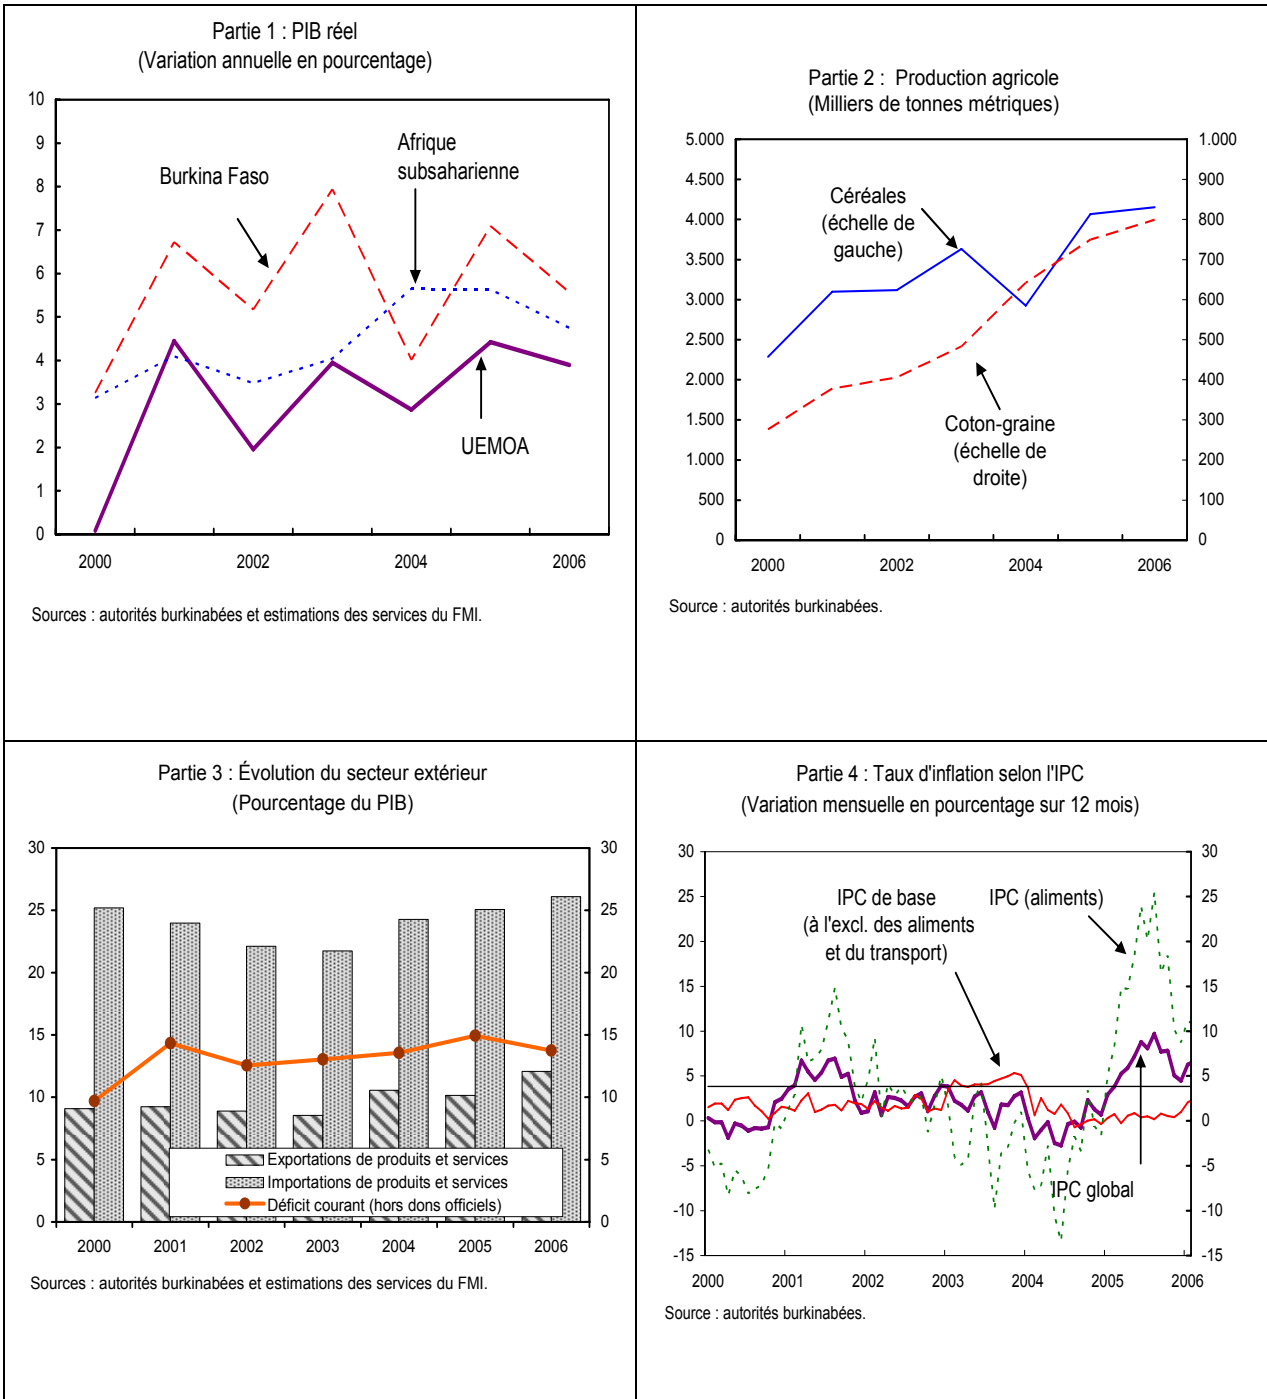 Partie 1 : PIB réel
(Variation annuelle en pourcentage)
10
9
8
7
6
5
4
3
2
1
0
Burkina Faso
Afrique
subsaharienne
UEMOA
2000
2002
2004
2006
Sources : autorités burkinabées et estimations des services du FMI.
Partie 2 : Production agricole
(Milliers de tonnes métriques)
5.000
4.500
4.000
3.500
3.000
2.500
2.000
1.500
1.000
500
0
1.000
900
800
700
600
500
400
300
200
100
0
Céréales
(échelle de
gauche)
Coton-graine
(échelle de
droite)
2000
2002
2004
2006
Source : autorités burkinabées.
Partie 3 : Évolution du secteur extérieur
(Pourcentage du PIB)
30
25
20
15
10
5
0
30
25
20
15
10
5
0
Exportations de produits et services
Importations de produits et services
Déficit courant (hors dons officiels)
2000
2001
2002
2003
2004
2005
2006
Sources : autorités burkinabées et estimations des services du FMI.
Partie 4 : Taux d'inflation selon l'IPC
(Variation mensuelle en pourcentage sur 12 mois)
30
25
20
15
10
5
0
-5
-10
-15
30
25
20
15
10
5
0
-5
-10
-15
IPC de base
(à l'excl. des aliments
et du transport)
IPC (aliments)
IPC global
2000
2001
2002
2003
2004
2005
2006
Source : autorités burkinabées.